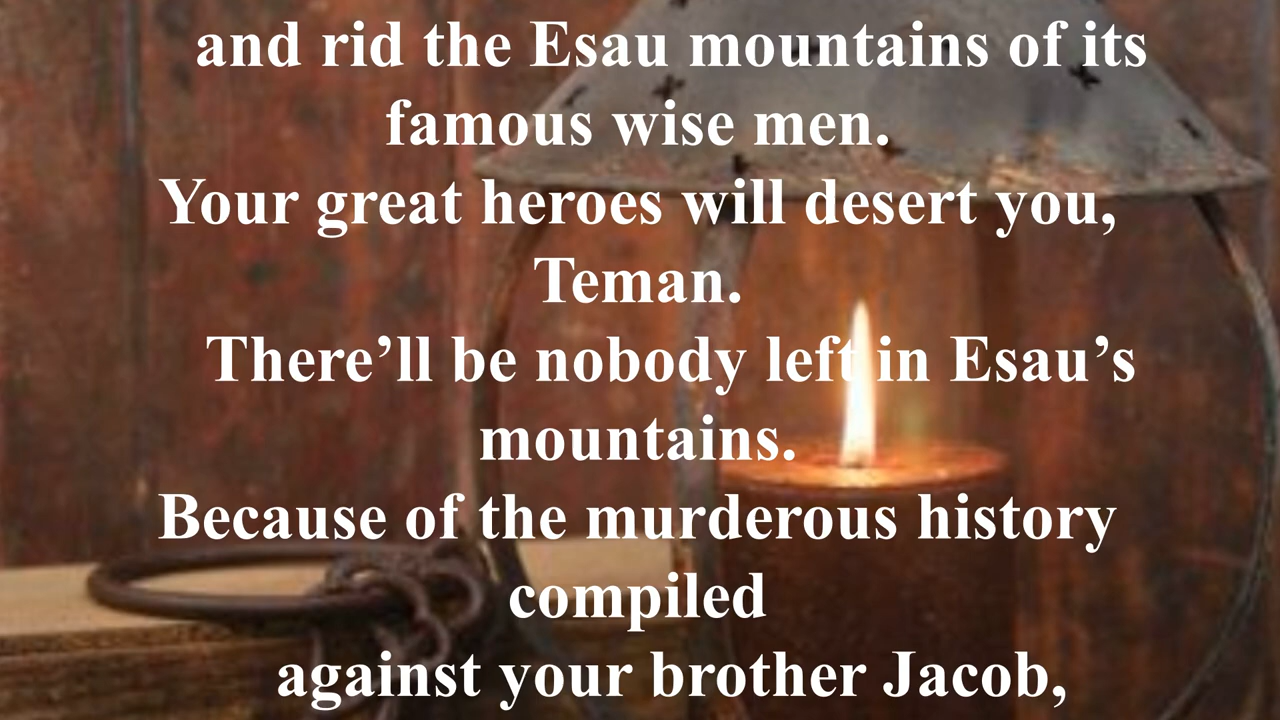 and rid the Esau mountains of its
famous wise men.
Your great heroes will desert you,
Teman.
There’ll be nobody left in Esau’s
mountains.
Because of the murderous history
compiled
against your brother Jacob,